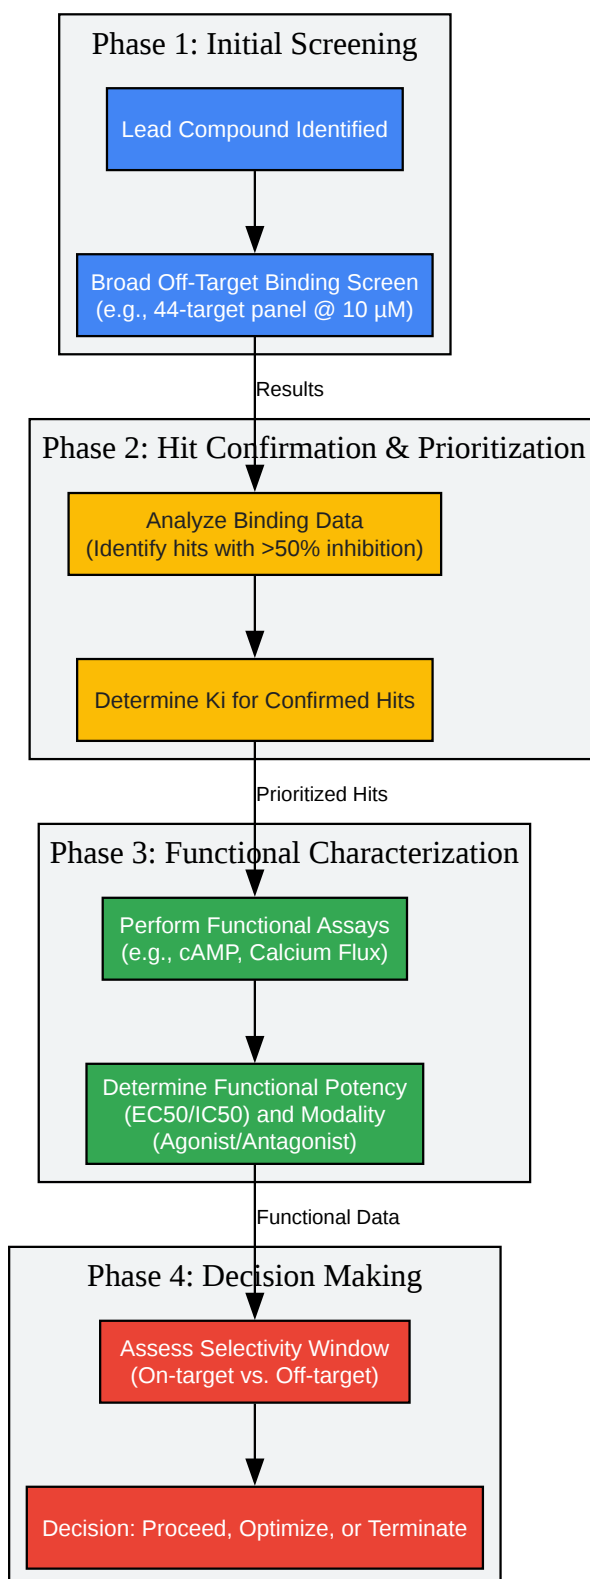 Phase 1: Initial Screening
Lead Compound Identified
Broad Off-Target Binding Screen
(e.g., 44-target panel @ 10 µM)
Results
Phase 2: Hit Confirmation & Prioritization
Analyze Binding Data
(Identify hits with >50% inhibition)
Determine Ki for Confirmed Hits
Prioritized Hits
Phase 3: Functional Characterization
Perform Functional Assays
(e.g., cAMP, Calcium Flux)
Determine Functional Potency
(EC50/IC50) and Modality
(Agonist/Antagonist)
Functional Data
Phase 4: Decision Making
Assess Selectivity Window
(On-target vs. Off-target)
Decision: Proceed, Optimize, or Terminate